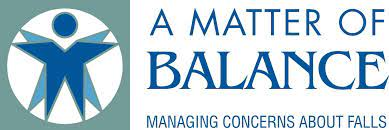 A MATTER OF
BALANCE
MANAGING CONCERNS ABOUT FALLS